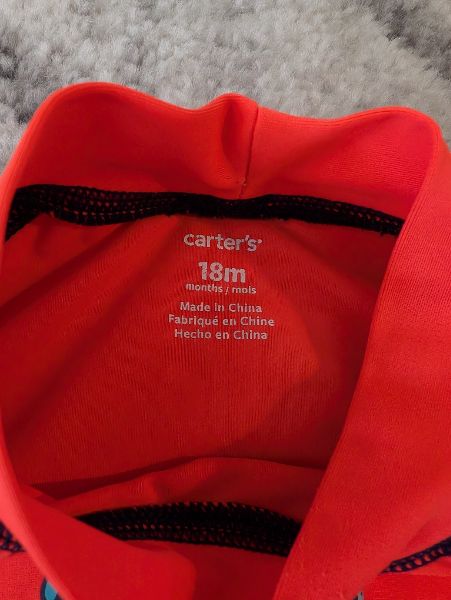 carter's
18m
months / mois
Made in China
Fabriqué en Chine
Hecho en China